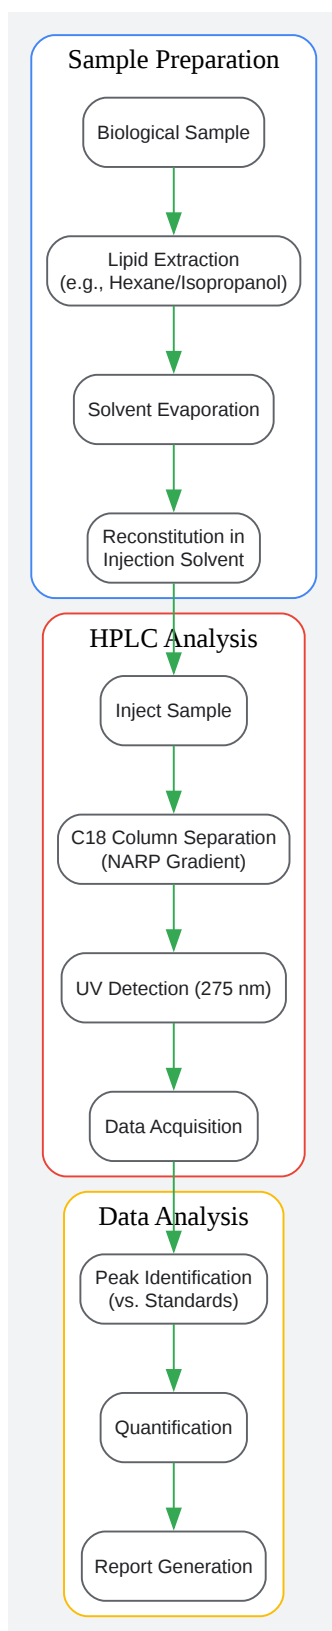 Sample Preparation
Biological Sample
Lipid Extraction
(e.g., Hexane/Isopropanol)
Solvent Evaporation
Reconstitution in
Injection Solvent
HPLC Analysis
Inject Sample
C18 Column Separation
(NARP Gradient)
UV Detection (275 nm)
Data Acquisition
Data Analysis
Peak Identification
(vs. Standards)
Quantification
Report Generation